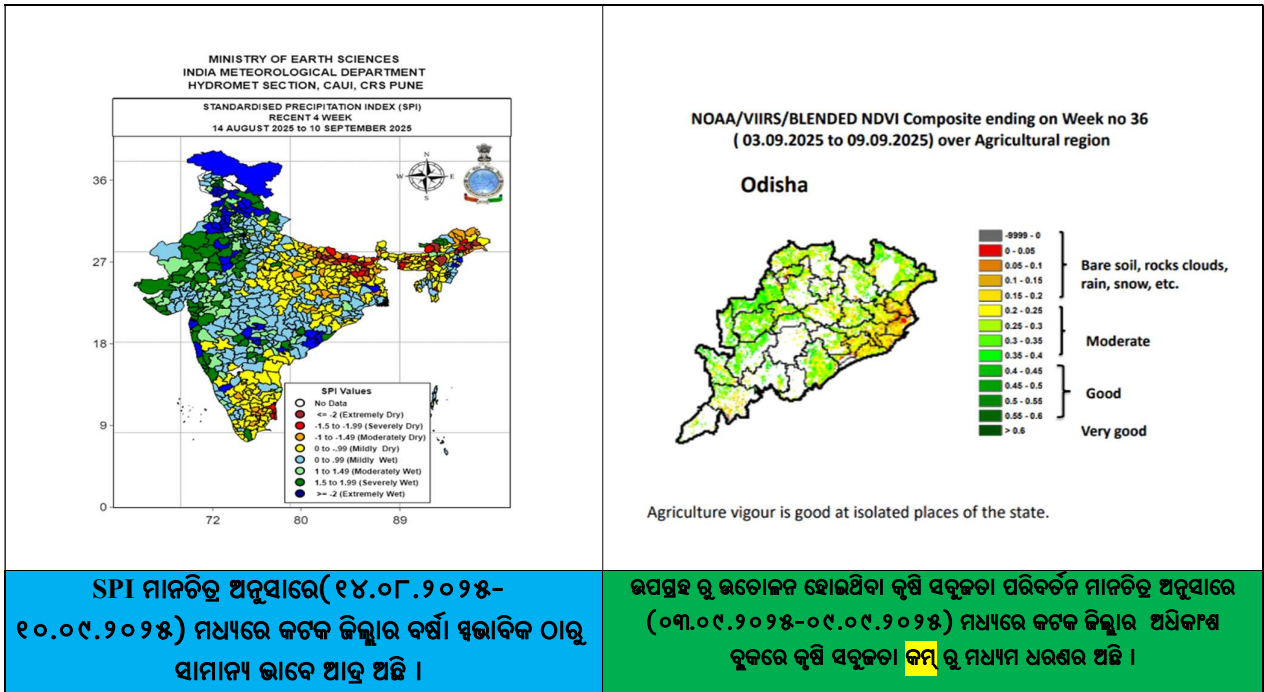 MINISTRY OF EARTH SCIENCES
INDIA METEOROLOGICAL DEPARTMENT
HYDROMET SECTION, CAUI, CRS PUNE
STANDARDISED PRECIPITATION INDEX (SPI)
RECENT 4 WEEK
14 AUGUST 2025 to 10 SEPTEMBER 2025
N
W
E
S
36
27
18
9
0
72
80
89
SPI Values
No Data
<= -2 (Extremely Dry)
-1.5 to -1.99 (Severely Dry)
-1 to -1.49 (Moderately Dry)
0 to -.99 (Mildly Dry)
0 to .99 (Mildly Wet)
1 to 1.49 (Moderately Wet)
1.5 to 1.99 (Severely Wet)
>= -2 (Extremely Wet)
SPI ମାନଚିତ୍ର ଅନୁସାରେ(୧୪.୦୮.୨୦୨୫-
୧୦.୦୯.୨୦୨୫) ମଧ୍ୟରେ କଟକ ଜିଲ୍ଲାର ବର୍ଷା ସ୍ଵଭାବିକ ଠାରୁ
ସାମାନ୍ୟ ଭାବେ ଆଦ୍ର ଅଛି ।
NOAA/VIIRS/BLENDED NDVI Composite ending on Week no 36
( 03.09.2025 to 09.09.2025) over Agricultural region
Odisha
-9999 - 0
0 - 0.05
0.05 - 0.1
0.1 - 0.15
0.15 - 0.2
0.2 - 0.25
0.25 - 0.3
0.3 - 0.35
0.35 - 0.4
0.4 - 0.45
0.45 - 0.5
0.5 - 0.55
0.55 - 0.6
> 0.6
Bare soil, rocks clouds,
rain, snow, etc.
Moderate
Good
Very good
Agriculture vigour is good at isolated places of the state.
ଉପଗ୍ରହ ରୁ ଉତୋଳନ ହୋଇଥିବା କୃଷି ସବୁଜତା ପରିବର୍ତନ ମାନଚିତ୍ର ଅନୁସାରେ
(୦୩.୦୯.୨୦୨୫-୦୯.୦୯.୨୦୨୫) ମଧ୍ୟରେ କଟକ ଜିଲ୍ଲାର ଅଧିକାଂଶ
ବ୍ଲକରେ କୃଷି ସବୁଜତା କମ୍ ରୁ ମଧ୍ୟମ ଧରଣର ଅଛି ।